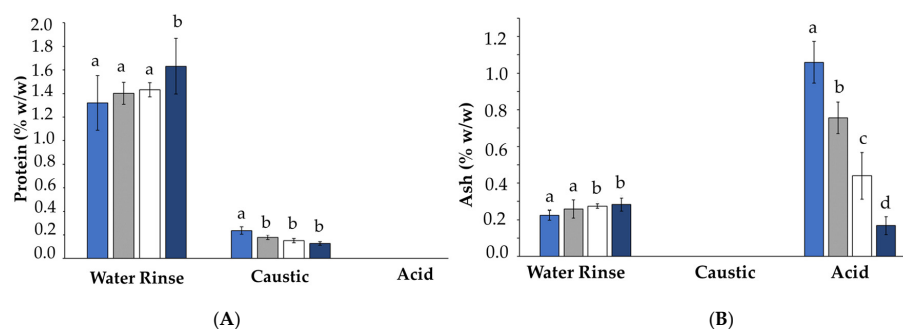 2.0
1.8
1.6
1.4
1.2
1.0
0.8
1.6
0.4
0.2
0.0
Protein (% w/w)
a
a
a
b
a
b
b
b
Water Rinse
Caustic
Acid
(A)
1.2
1.0
0.8
0.4
0.4
0.2
0.0
Ash (% w/w)
a
a
b
b
a
b
c
d
Water Rinse
Caustic
Acid
(B)